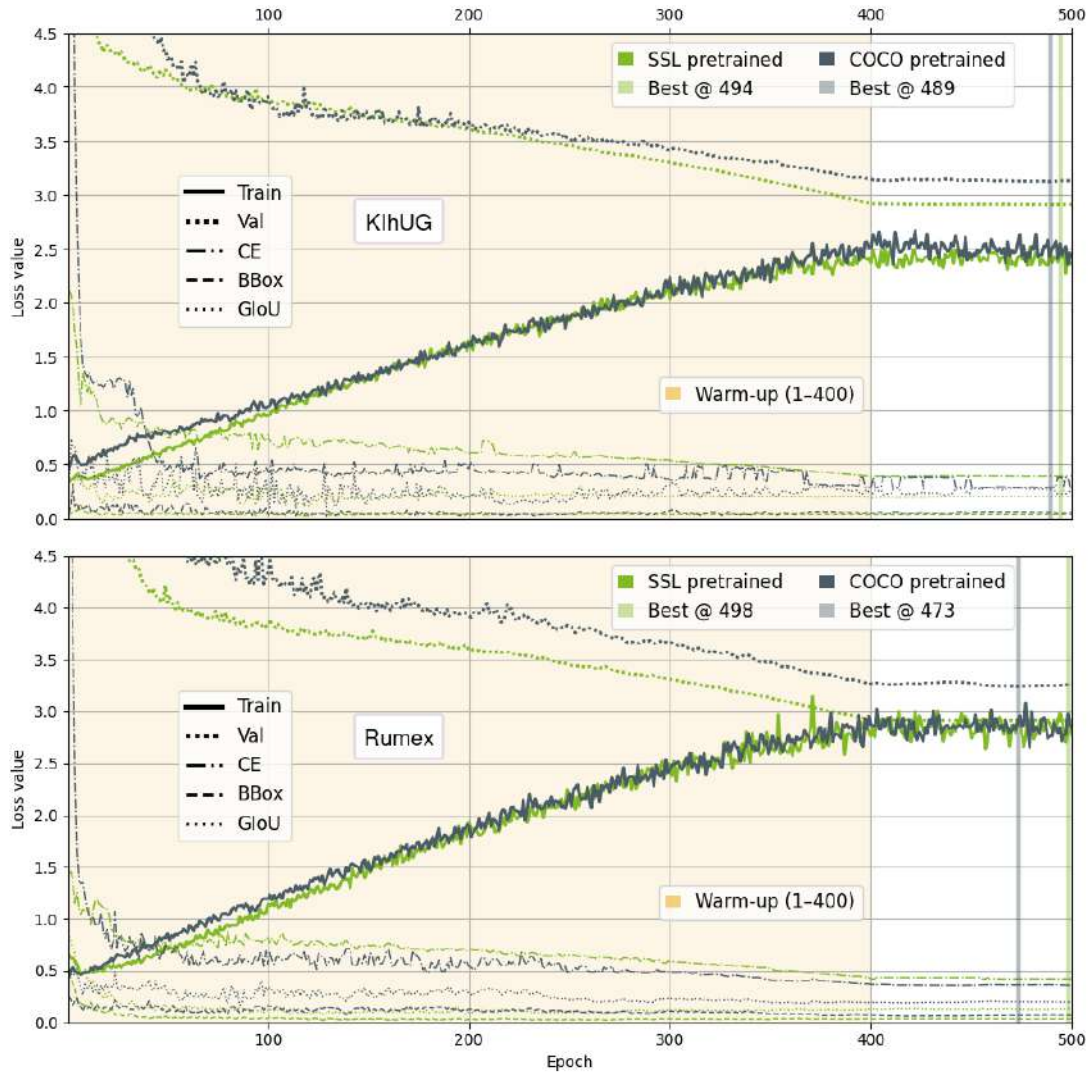 100 200 300 400 500
4.5
4.0
3.5
3.0
2.5
2.0
1.5
1.0
0.5
0.0
Loss value
SSL pretrained COCO pretrained
Best @ 494 Best @ 489
Train
Val
CE
BBox
GIoU
KlhUG
Warm-up (1–400)
4.5
4.0
3.5
3.0
2.5
2.0
1.5
1.0
0.5
0.0
Loss value
SSL pretrained COCO pretrained
Best @ 498 Best @ 473
Train
Val
CE
BBox
GIoU
Rumex
Warm-up (1–400)
100 200 300 400 500
Epoch